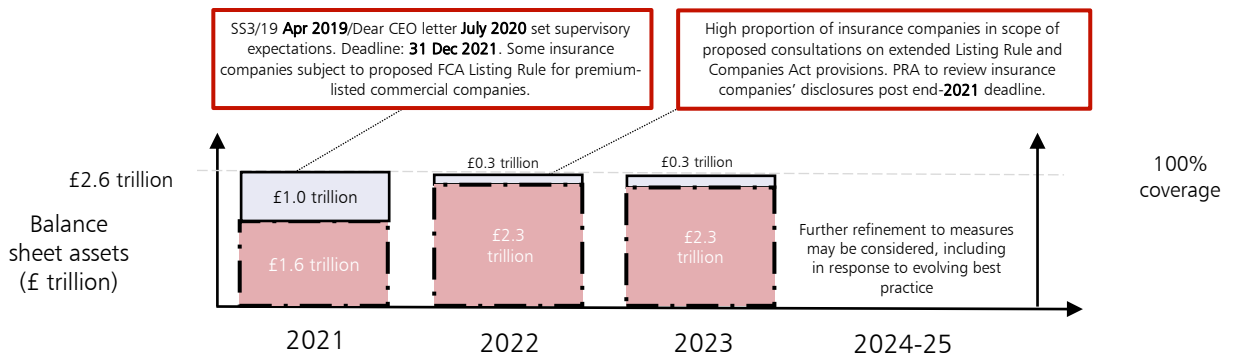 SS3/19 Apr 2019/Dear CEO letter July 2020 set supervisory
expectations. Deadline: 31 Dec 2021. Some insurance
companies subject to proposed FCA Listing Rule for premium-
listed commercial companies.
High proportion of insurance companies in scope of
proposed consultations on extended Listing Rule and
Companies Act provisions. PRA to review insurance
companies' disclosures post end-2021 deadline.
£2.6 trillion
Balance
sheet assets
(£ trillion)
£1.0 trillion
£1.6 trillion
£0.3 trillion
£2.3
trillion
£0.3 trillion
£2.3
trillion
Further refinement to measures
may be considered, including
in response to evolving best
practice
100%
coverage
2021
2022
2023
2024-25